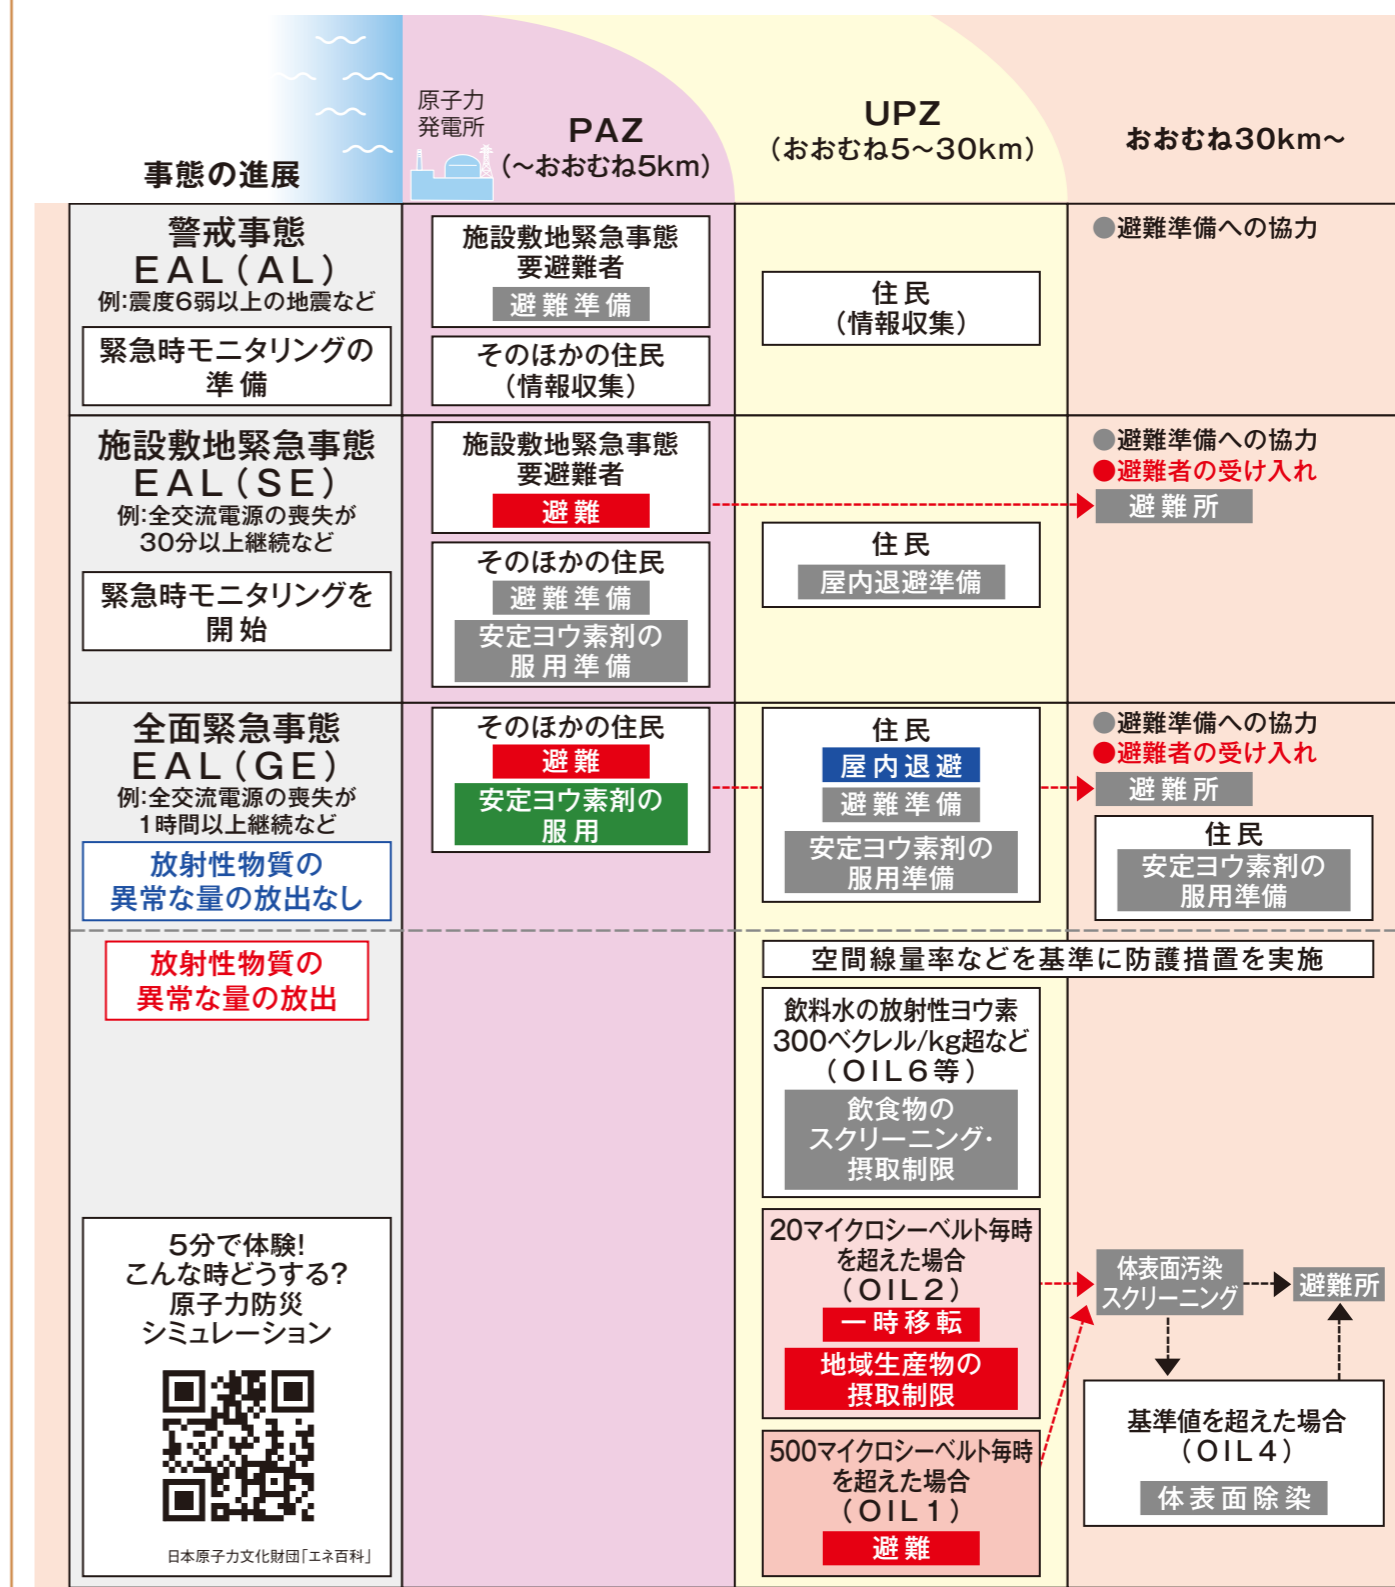 事態の進展
原子力
発電所
PAZ
(～おおむね5km)
UPZ
(おおむね5～30km)
おおむね30km～
警戒事態
EAL(AL)
例:震度6弱以上の地震など
緊急時モニタリングの
準備
施設敷地緊急事態
要避難者
避難準備
そのほかの住民
(情報収集)
住民
(情報収集)
●避難準備への協力
施設敷地緊急事態
EAL(SE)
例:全交流電源の喪失が
30分以上継続など
緊急時モニタリングを
開始
施設敷地緊急事態
要避難者
避難
そのほかの住民
避難準備
安定ヨウ素剤の
服用準備
住民
屋内退避準備
●避難準備への協力
●避難者の受け入れ
避難所
全面緊急事態
EAL(GE)
例:全交流電源の喪失が
1時間以上継続など
放射性物質の
異常な量の放出なし
そのほかの住民
避難
安定ヨウ素剤の
服用
住民
屋内退避
避難準備
安定ヨウ素剤の
服用準備
●避難準備への協力
●避難者の受け入れ
避難所
住民
安定ヨウ素剤の
服用準備
放射性物質の
異常な量の放出
空間線量率などを基準に防護措置を実施
飲料水の放射性ヨウ素
300ベクレル/kg超など
(OIL6等)
飲食物の
スクリーニング・
摂取制限
20マイクロシーベルト毎時
を超えた場合
(OIL2)
一時移転
地域生産物の
摂取制限
500マイクロシーベルト毎時
を超えた場合
(OIL1)
避難
体表面汚染
スクリーニング
避難所
基準値を超えた場合
(OIL4)
体表面除染
5分で体験!
こんな時どうする?
原子力防災
シミュレーション
日本原子力文化財団「エネ百科」